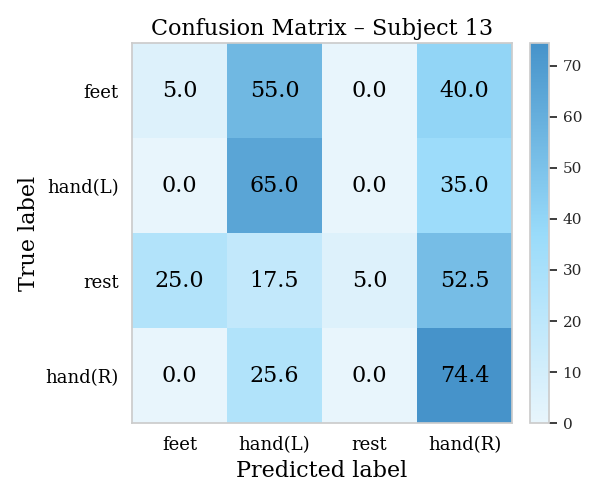 Confusion Matrix – Subject 13
True label
feet 5.0 55.0 0.0 40.0
hand(L) 0.0 65.0 0.0 35.0
rest 25.0 17.5 5.0 52.5
hand(R) 0.0 25.6 0.0 74.4
feet hand(L) rest hand(R)
Predicted label
70
60
50
40
30
20
10
0